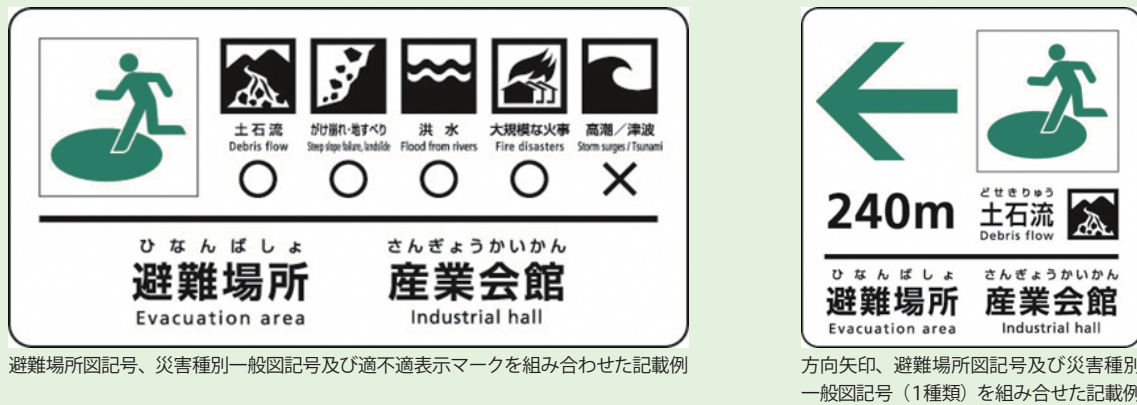 土石流
Debris flow
がけ崩れ・地すべり
Steep slope failure, landslide
洪 水
Flood from rivers
大規模な火事
Fire disasters
高潮／津波
Storm surges / Tsunami
○ ○ ○ ○ ×
ひなんばしょ
避難場所
Evacuation area
さんぎょうかいかん
産業会館
Industrial hall
避難場所図記号、災害種別一般図記号及び適不適表示マークを組み合わせた記載例
240m
どせきりゅう
土石流
Debris flow
ひなんばしょ
避難場所
Evacuation area
さんぎょうかいかん
産業会館
Industrial hall
方向矢印、避難場所図記号及び災害種別
一般図記号（1種類）を組み合せた記載例